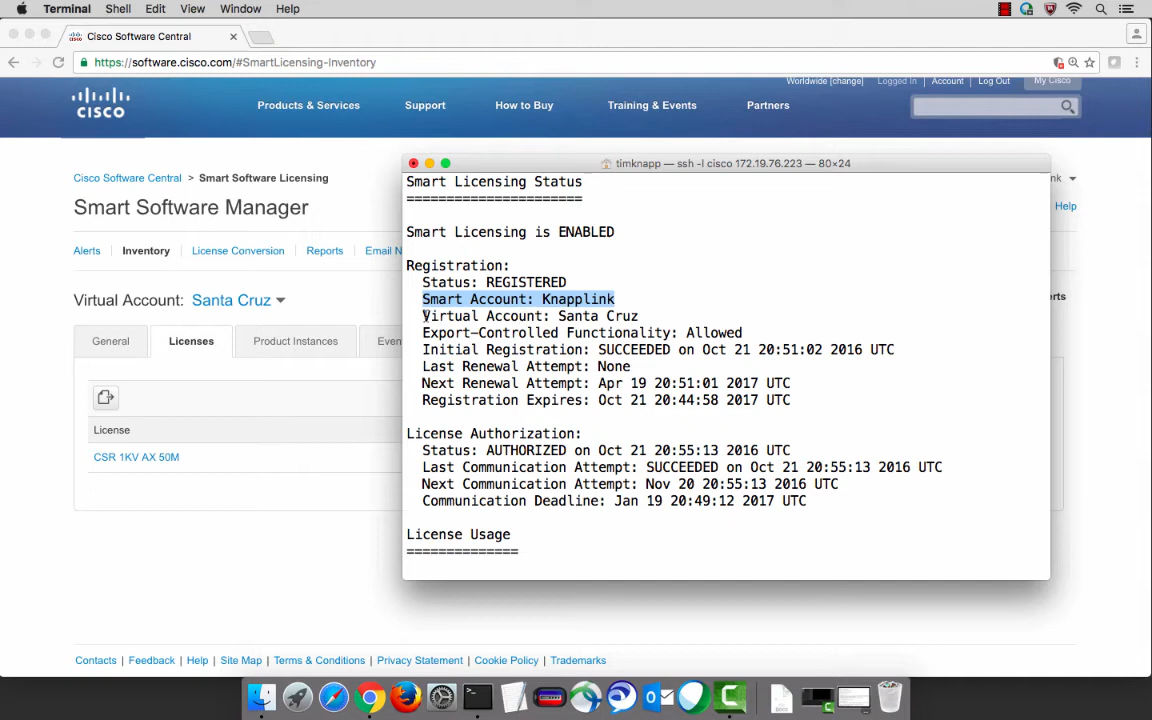 Terminal Shell Edit View Window Help
Cisco Software Central
https://software.cisco.com/#SmartLicensing-Inventory
Worldwide [change] Logged In Account Log Out My Cisco
CISCO
Products & Services Support How to Buy Training & Events Partners
timknapp — ssh -l cisco 172.19.76.223 — 80×24
Cisco Software Central > Smart Software Licensing
nk
Smart Software Manager
Help
Alerts Inventory License Conversion Reports Email N
Virtual Account: Santa Cruz
erts
General Licenses Product Instances Even
License
CSR 1KV AX 50M
Smart Licensing Status
======================
Smart Licensing is ENABLED
Registration:
Status: REGISTERED
Smart Account: Knapplink
Virtual Account: Santa Cruz
Export-Controlled Functionality: Allowed
Initial Registration: SUCCEEDED on Oct 21 20:51:02 2016 UTC
Last Renewal Attempt: None
Next Renewal Attempt: Apr 19 20:51:01 2017 UTC
Registration Expires: Oct 21 20:44:58 2017 UTC
License Authorization:
Status: AUTHORIZED on Oct 21 20:55:13 2016 UTC
Last Communication Attempt: SUCCEEDED on Oct 21 20:55:13 2016 UTC
Next Communication Attempt: Nov 20 20:55:13 2016 UTC
Communication Deadline: Jan 19 20:49:12 2017 UTC
License Usage
==============
Contacts | Feedback | Help | Site Map | Terms & Conditions | Privacy Statement | Cookie Policy | Trademarks